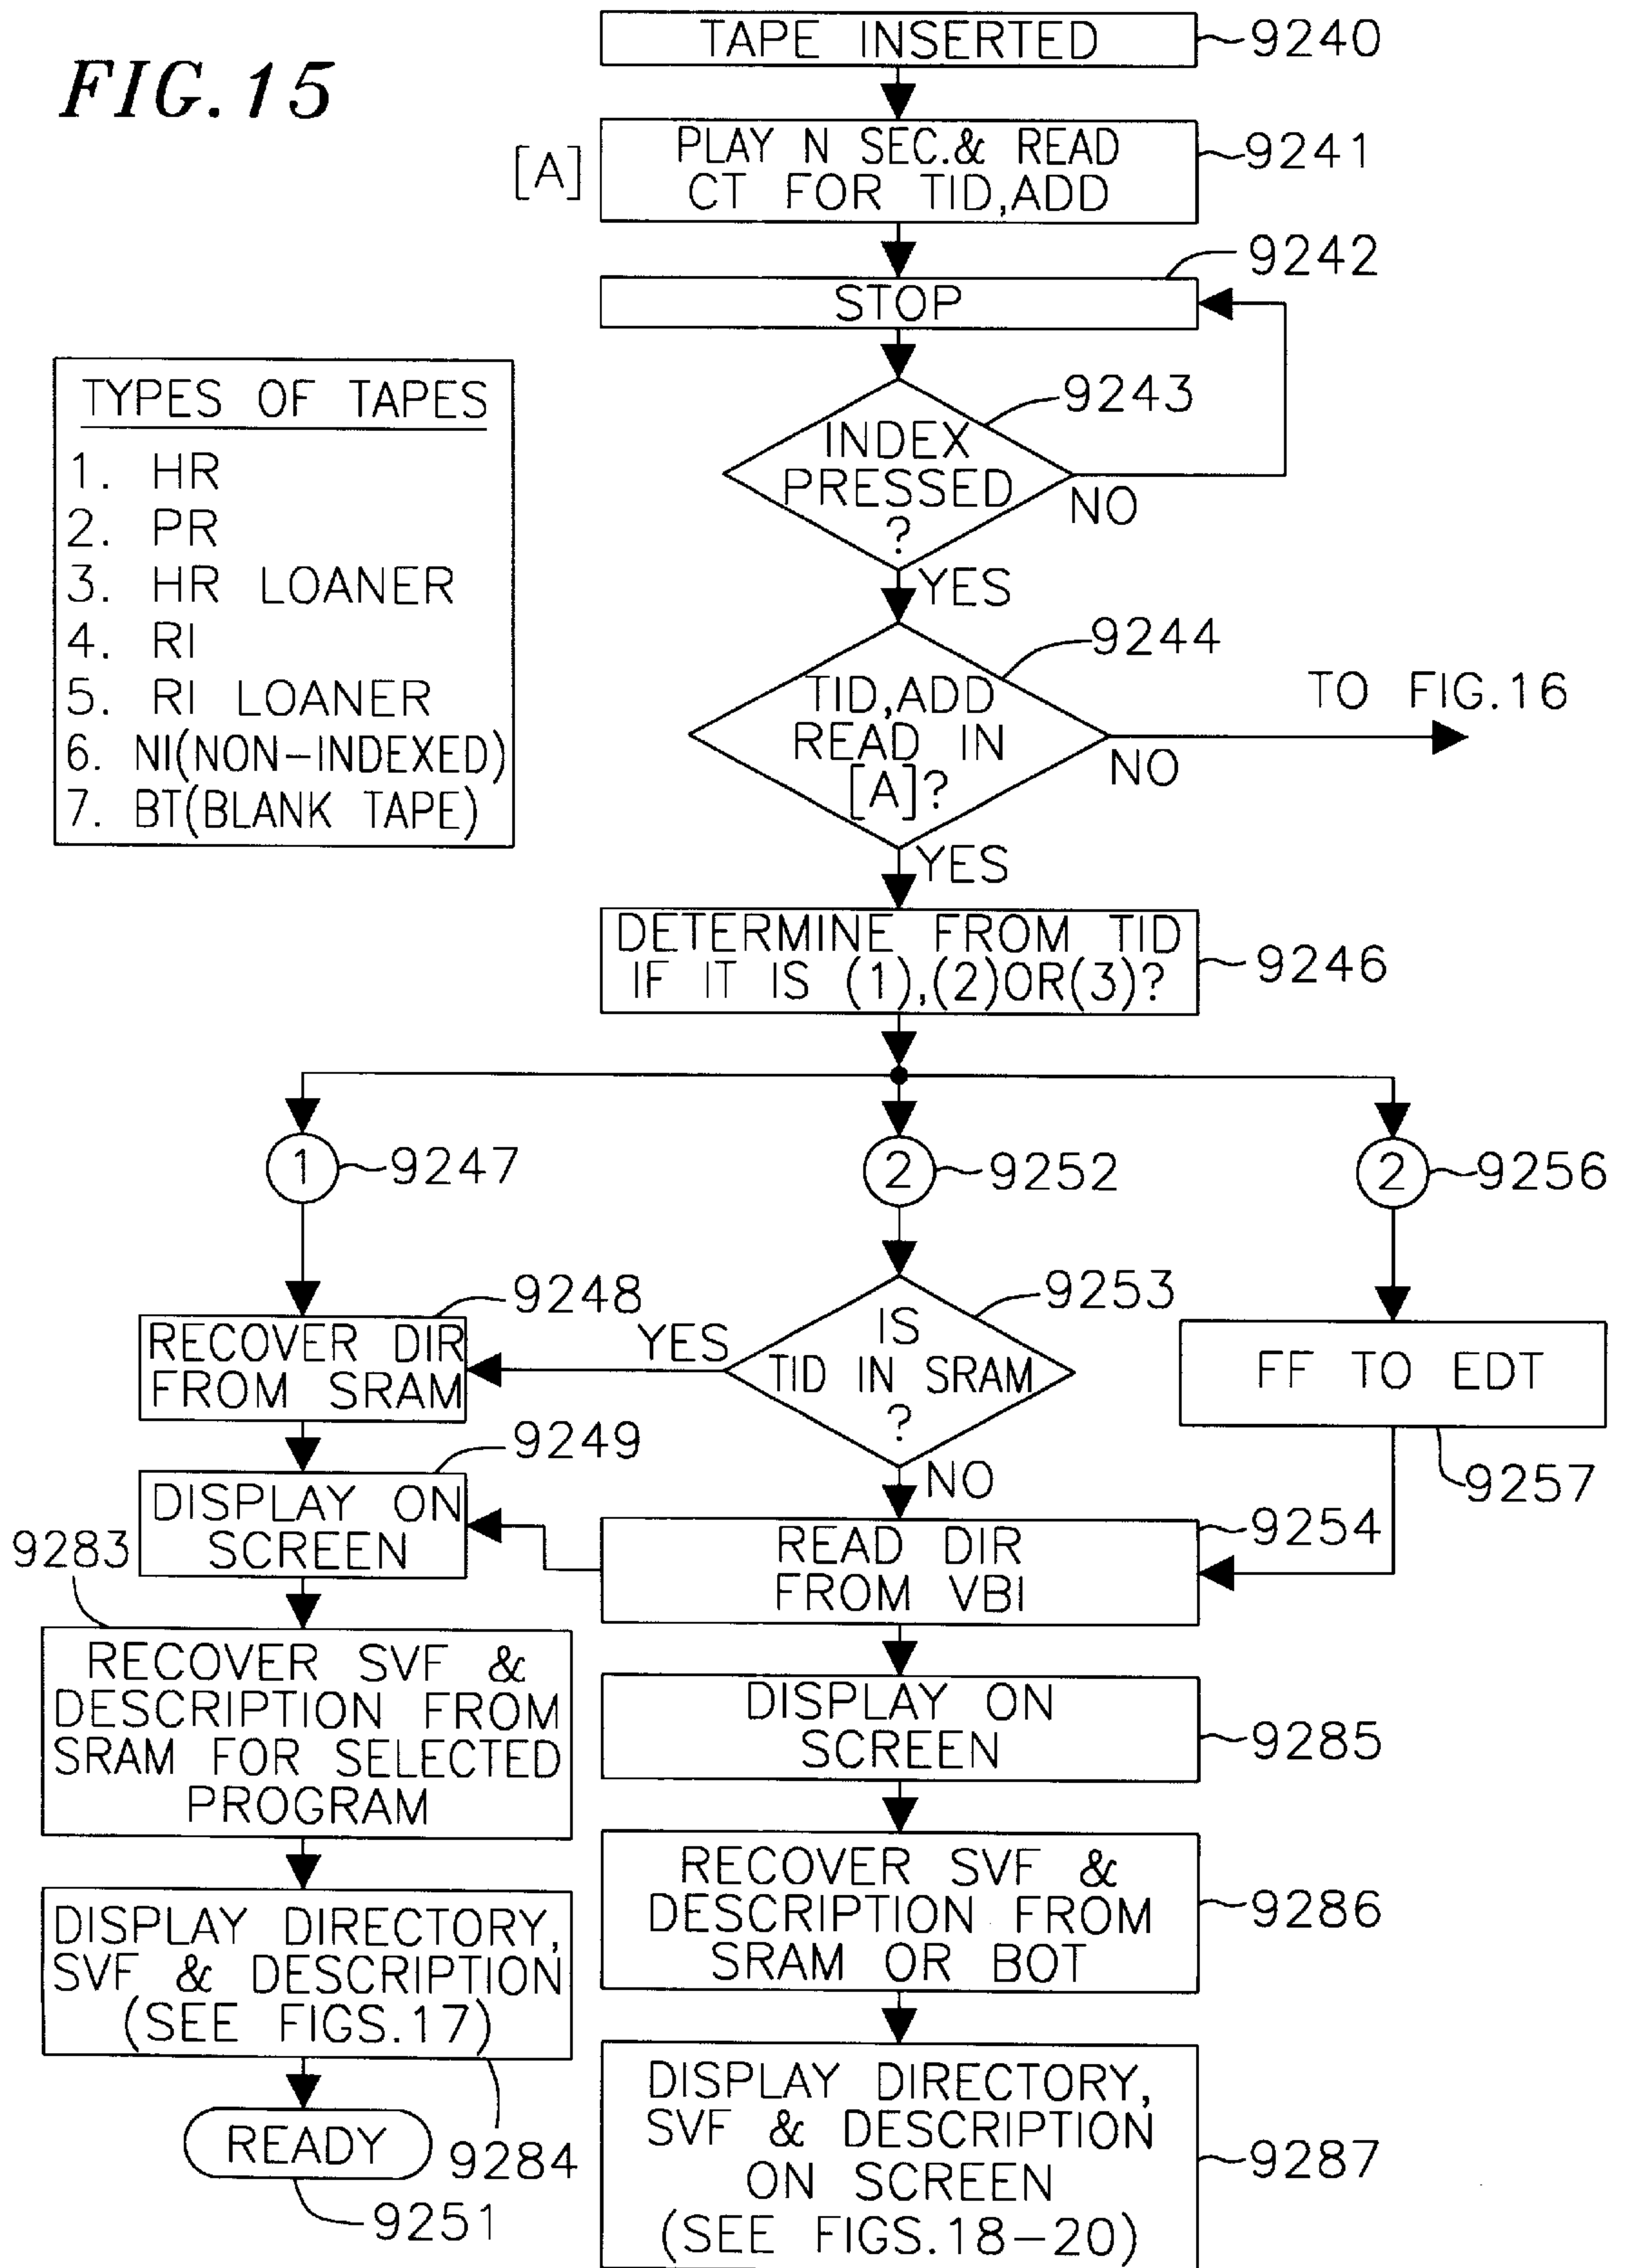 FIG.15
TAPE INSERTED
9240
[A]
PLAY N SEC.& READ
CT FOR TID,ADD
9241
STOP
9242
TYPES OF TAPES
1. HR
2. PR
3. HR LOANER
4. RI
5. RI LOANER
6. NI(NON-INDEXED)
7. BT(BLANK TAPE)
INDEX
PRESSED
?
9243
NO
YES
TID,ADD
READ IN
[A]?
9244
NO
TO FIG.16
YES
DETERMINE FROM TID
IF IT IS (1),(2)OR(3)?
9246
1
9247
2
9252
2
9256
RECOVER DIR
FROM SRAM
9248
YES
IS
TID IN SRAM
?
9253
NO
FF TO EDT
9257
DISPLAY ON
SCREEN
9249
READ DIR
FROM VBI
9254
9283
RECOVER SVF &
DESCRIPTION FROM
SRAM FOR SELECTED
PROGRAM
DISPLAY ON
SCREEN
9285
DISPLAY DIRECTORY,
SVF & DESCRIPTION
(SEE FIGS.17)
9284
RECOVER SVF &
DESCRIPTION FROM
SRAM OR BOT
9286
READY
9251
DISPLAY DIRECTORY,
SVF & DESCRIPTION
ON SCREEN
(SEE FIGS.18-20)
9287